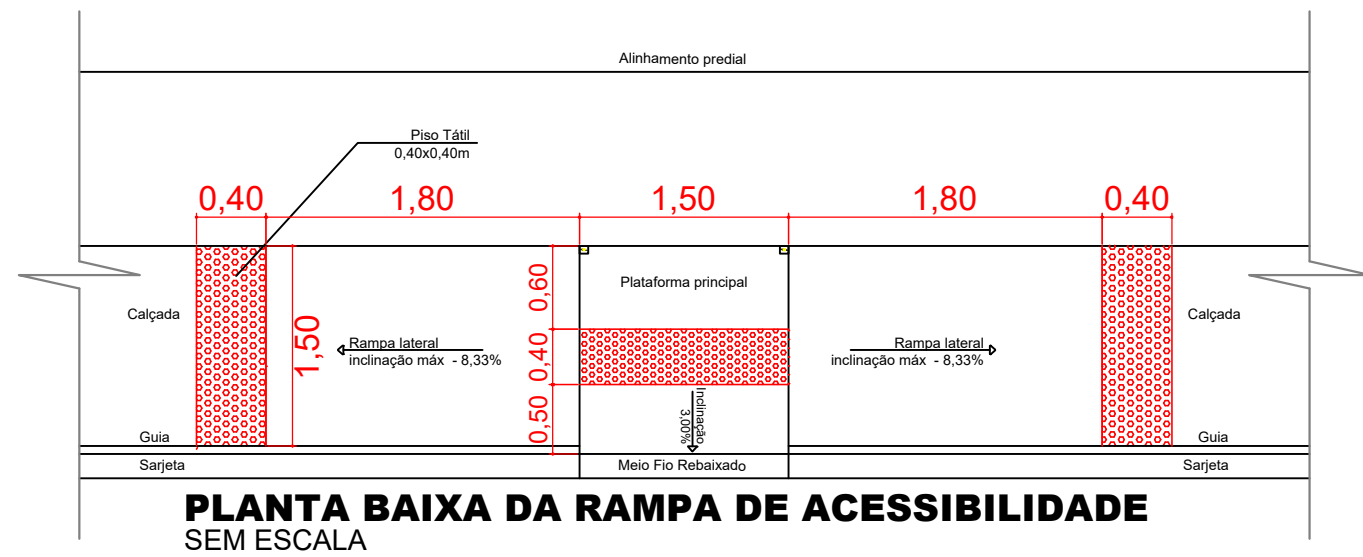 Alinhamento predial
Piso Tátil
0,40x0,40m
0,40
1,80
1,50
1,80
0,40
Calçada
1,50
Rampa lateral
inclinação máx - 8,33%
0,60
0,40
0,50
Plataforma principal
Inclinação
3,00%
Rampa lateral
inclinação máx - 8,33%
Calçada
Guia
Guia
Sarjeta
Meio Fio Rebaixado
Sarjeta
PLANTA BAIXA DA RAMPA DE ACESSIBILIDADE
SEM ESCALA